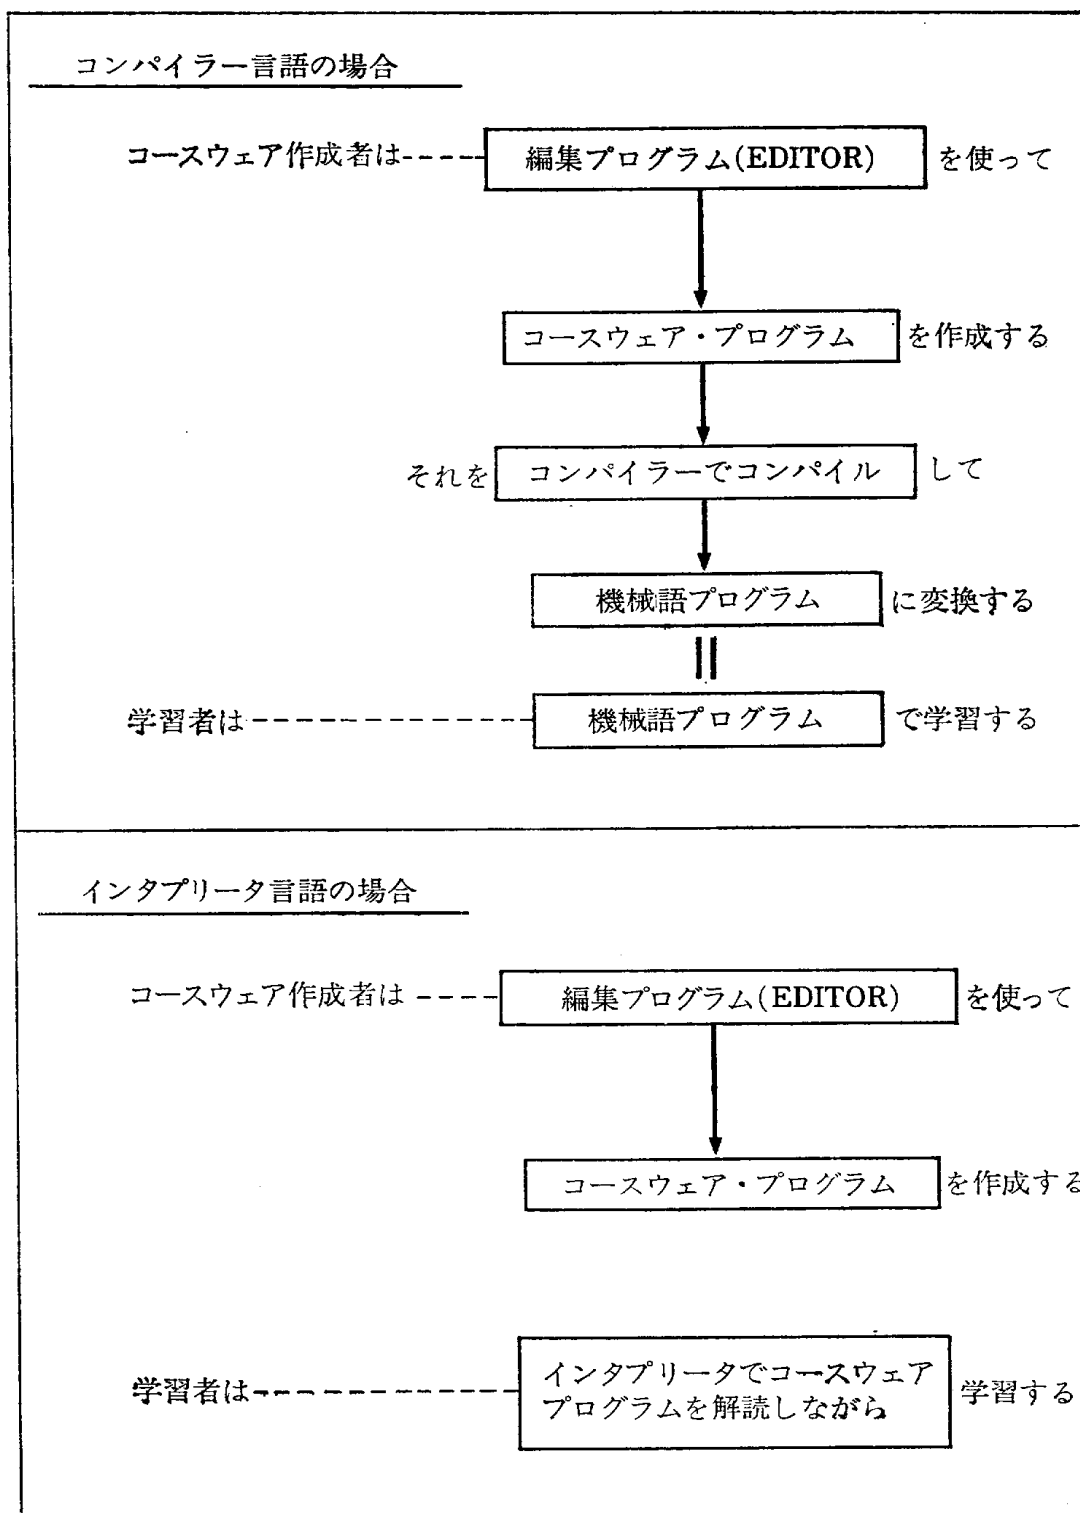 コンパイラー言語の場合
コースウェア作成者は 編集プログラム(EDITOR) を使って
コースウェア・プログラム を作成する
それを コンパイラーでコンパイル して
機械語プログラム に変換する
学習者は 機械語プログラム で学習する
インタプリータ言語の場合
コースウェア作成者は 編集プログラム(EDITOR) を使って
コースウェア・プログラム を作成する
学習者は インタプリータでコースウェア 学習する
プログラムを解読しながら